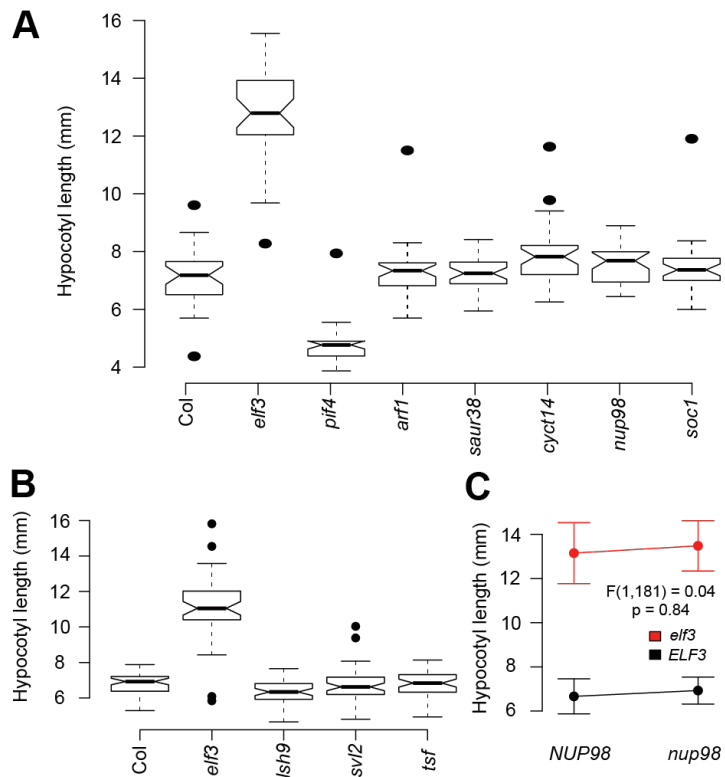 A
Hypocotyl length (mm)
16
14
12
10
8
6
4
Col
elf3
pif4
arf1
saur38
cyct14
nup98
soc1
B
Hypocotyl length (mm)
16
14
12
10
8
6
Col
elf3
lsh9
svl2
tsf
C
Hypocotyl length (mm)
14
12
10
8
6
F(1,181) = 0.04
p = 0.84
elf3
ELF3
NUP98
nup98